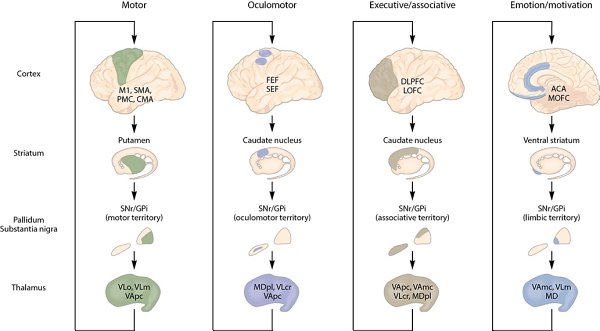 Motor
Oculomotor
Executive/associative
Emotion/motivation
Cortex
M1, SMA,
PMC, CMA
FEF
SEF
DLPFC
LOFC
ACA
MOFC
Striatum
Putamen
Caudate nucleus
Caudate nucleus
Ventral striatum
Pallidum
Substantia nigra
SNr/GPi
(motor territory)
SNr/GPi
(oculomotor territory)
SNr/GPi
(associative territory)
SNr/GPi
(limbic territory)
Thalamus
VLo, VLm
VApc
MDpl, VLcr
VApc
VApc, VAmc
VLcr, MDpl
VAmc, VLm
MD